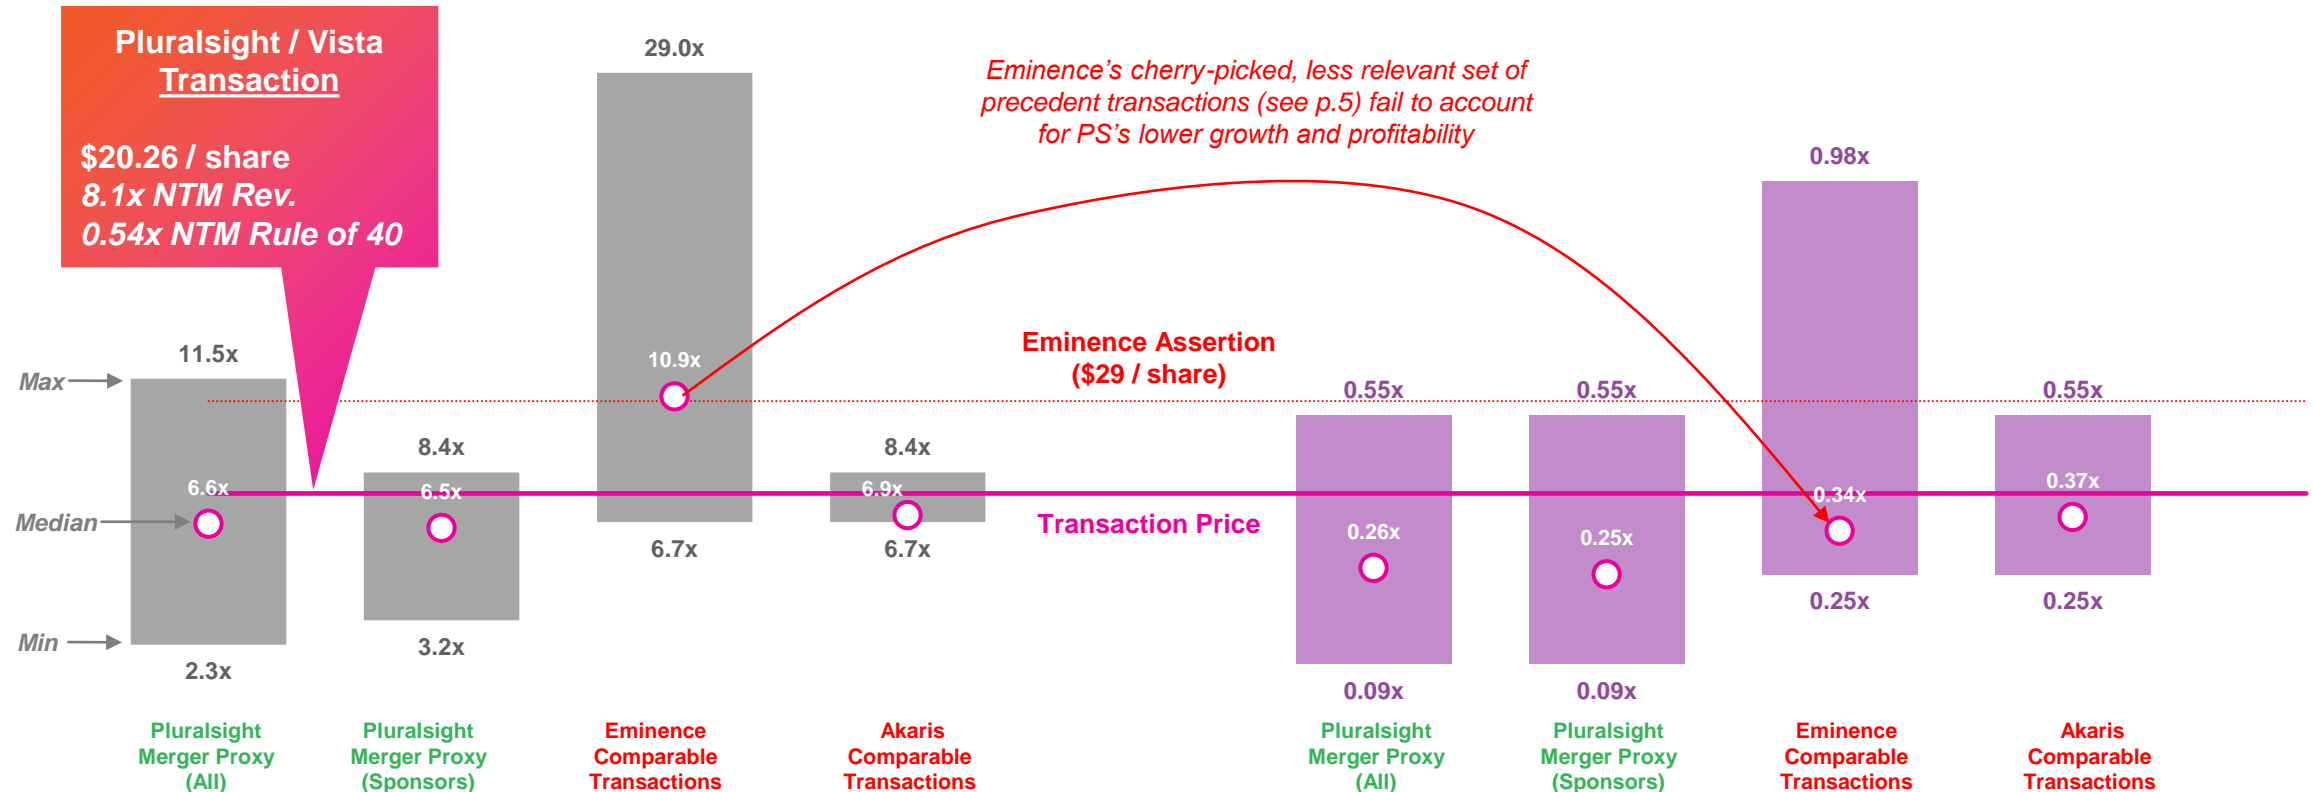 Pluralsight / Vista
Transaction
$20.26 / share
8.1x NTM Rev.
0.54x NTM Rule of 40
29.0x
Eminence's cherry-picked, less relevant set of
precedent transactions (see p.5) fail to account
for PS's lower growth and profitability
0.98x
11.5x
10.9x
Eminence Assertion
($29 / share)
Max
0.55x
0.55x
0.55x
8.4x
8.4x
6.6x
6.5x
6.9x
0.34x
0.37x
Median
Transaction Price
0.26x
0.25x
6.7x
6.7x
0.25x
0.25x
Min
3.2x
2.3x
0.09x
0.09x
Pluralsight
Merger Proxy
(All)
Pluralsight
Merger Proxy
(Sponsors)
Eminence
Comparable
Transactions
Akaris
Comparable
Transactions
Pluralsight
Merger Proxy
(All)
Pluralsight
Merger Proxy
(Sponsors)
Eminence
Comparable
Transactions
Akaris
Comparable
Transactions